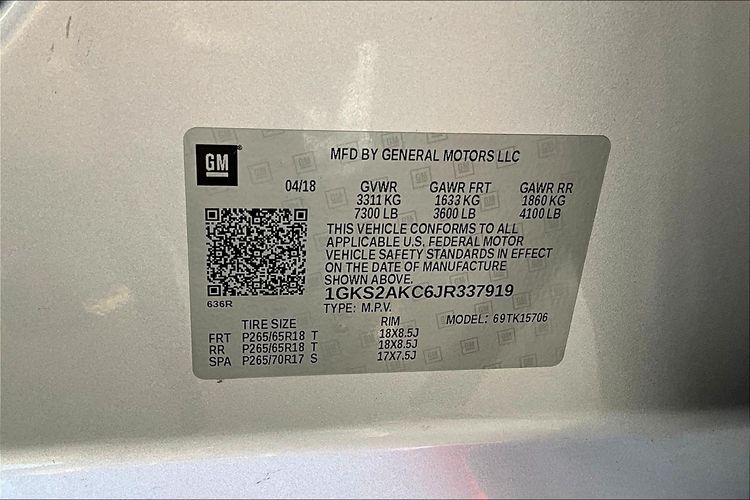 GM
MFD BY GENERAL MOTORS LLC
04/18 GVWR GAWR FRT GAWR RR
3311 KG 1633 KG 1860 KG
7300 LB 3600 LB 4100 LB
THIS VEHICLE CONFORMS TO ALL
APPLICABLE U.S. FEDERAL MOTOR
VEHICLE SAFETY STANDARDS IN EFFECT
ON THE DATE OF MANUFACTURE
SHOWN ABOVE.
636R
1GKS2AKC6JR337919
TYPE: M.P.V.
TIRE SIZE RIM MODEL: 69TK15706
FRT P265/65R18 T 18X8.5J
RR P265/65R18 T 18X8.5J
SPA P265/70R17 S 17X7.5J